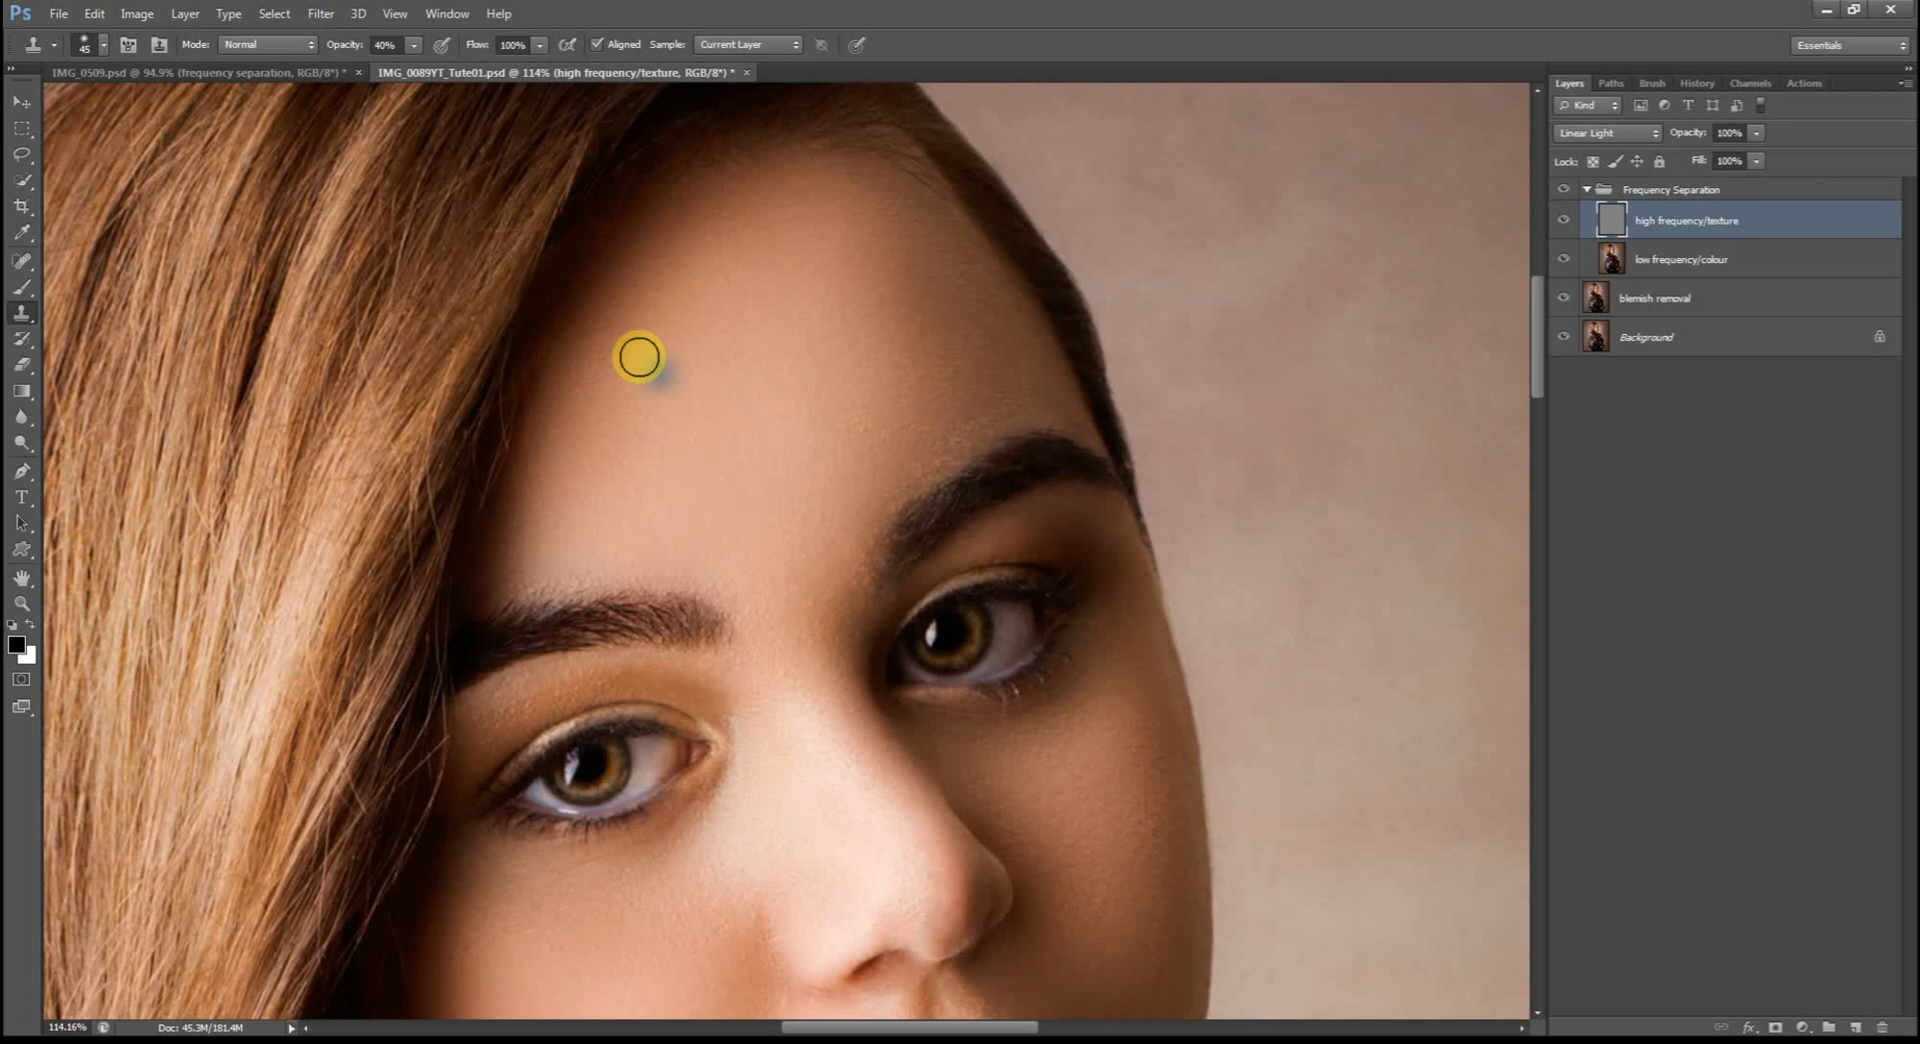 Ps File Edit Image Layer Type Select Filter 3D View Window Help
45 Mode: Normal Opacity: 40% Flow: 100% Aligned Sample: Current Layer Essentials
IMG_0509.psd @ 94.9% (frequency separation, RGB/8*) * × IMG_0089YT_Tute01.psd @ 114% (high frequency/texture, RGB/8*) * ×
Layers Paths Brush History Channels Actions
Kind
Linear Light Opacity: 100%
Lock: Fill: 100%
Frequency Separation
high frequency/texture
low frequency/colour
blemish removal
Background
114.16% Doc: 45.3M/181.4M